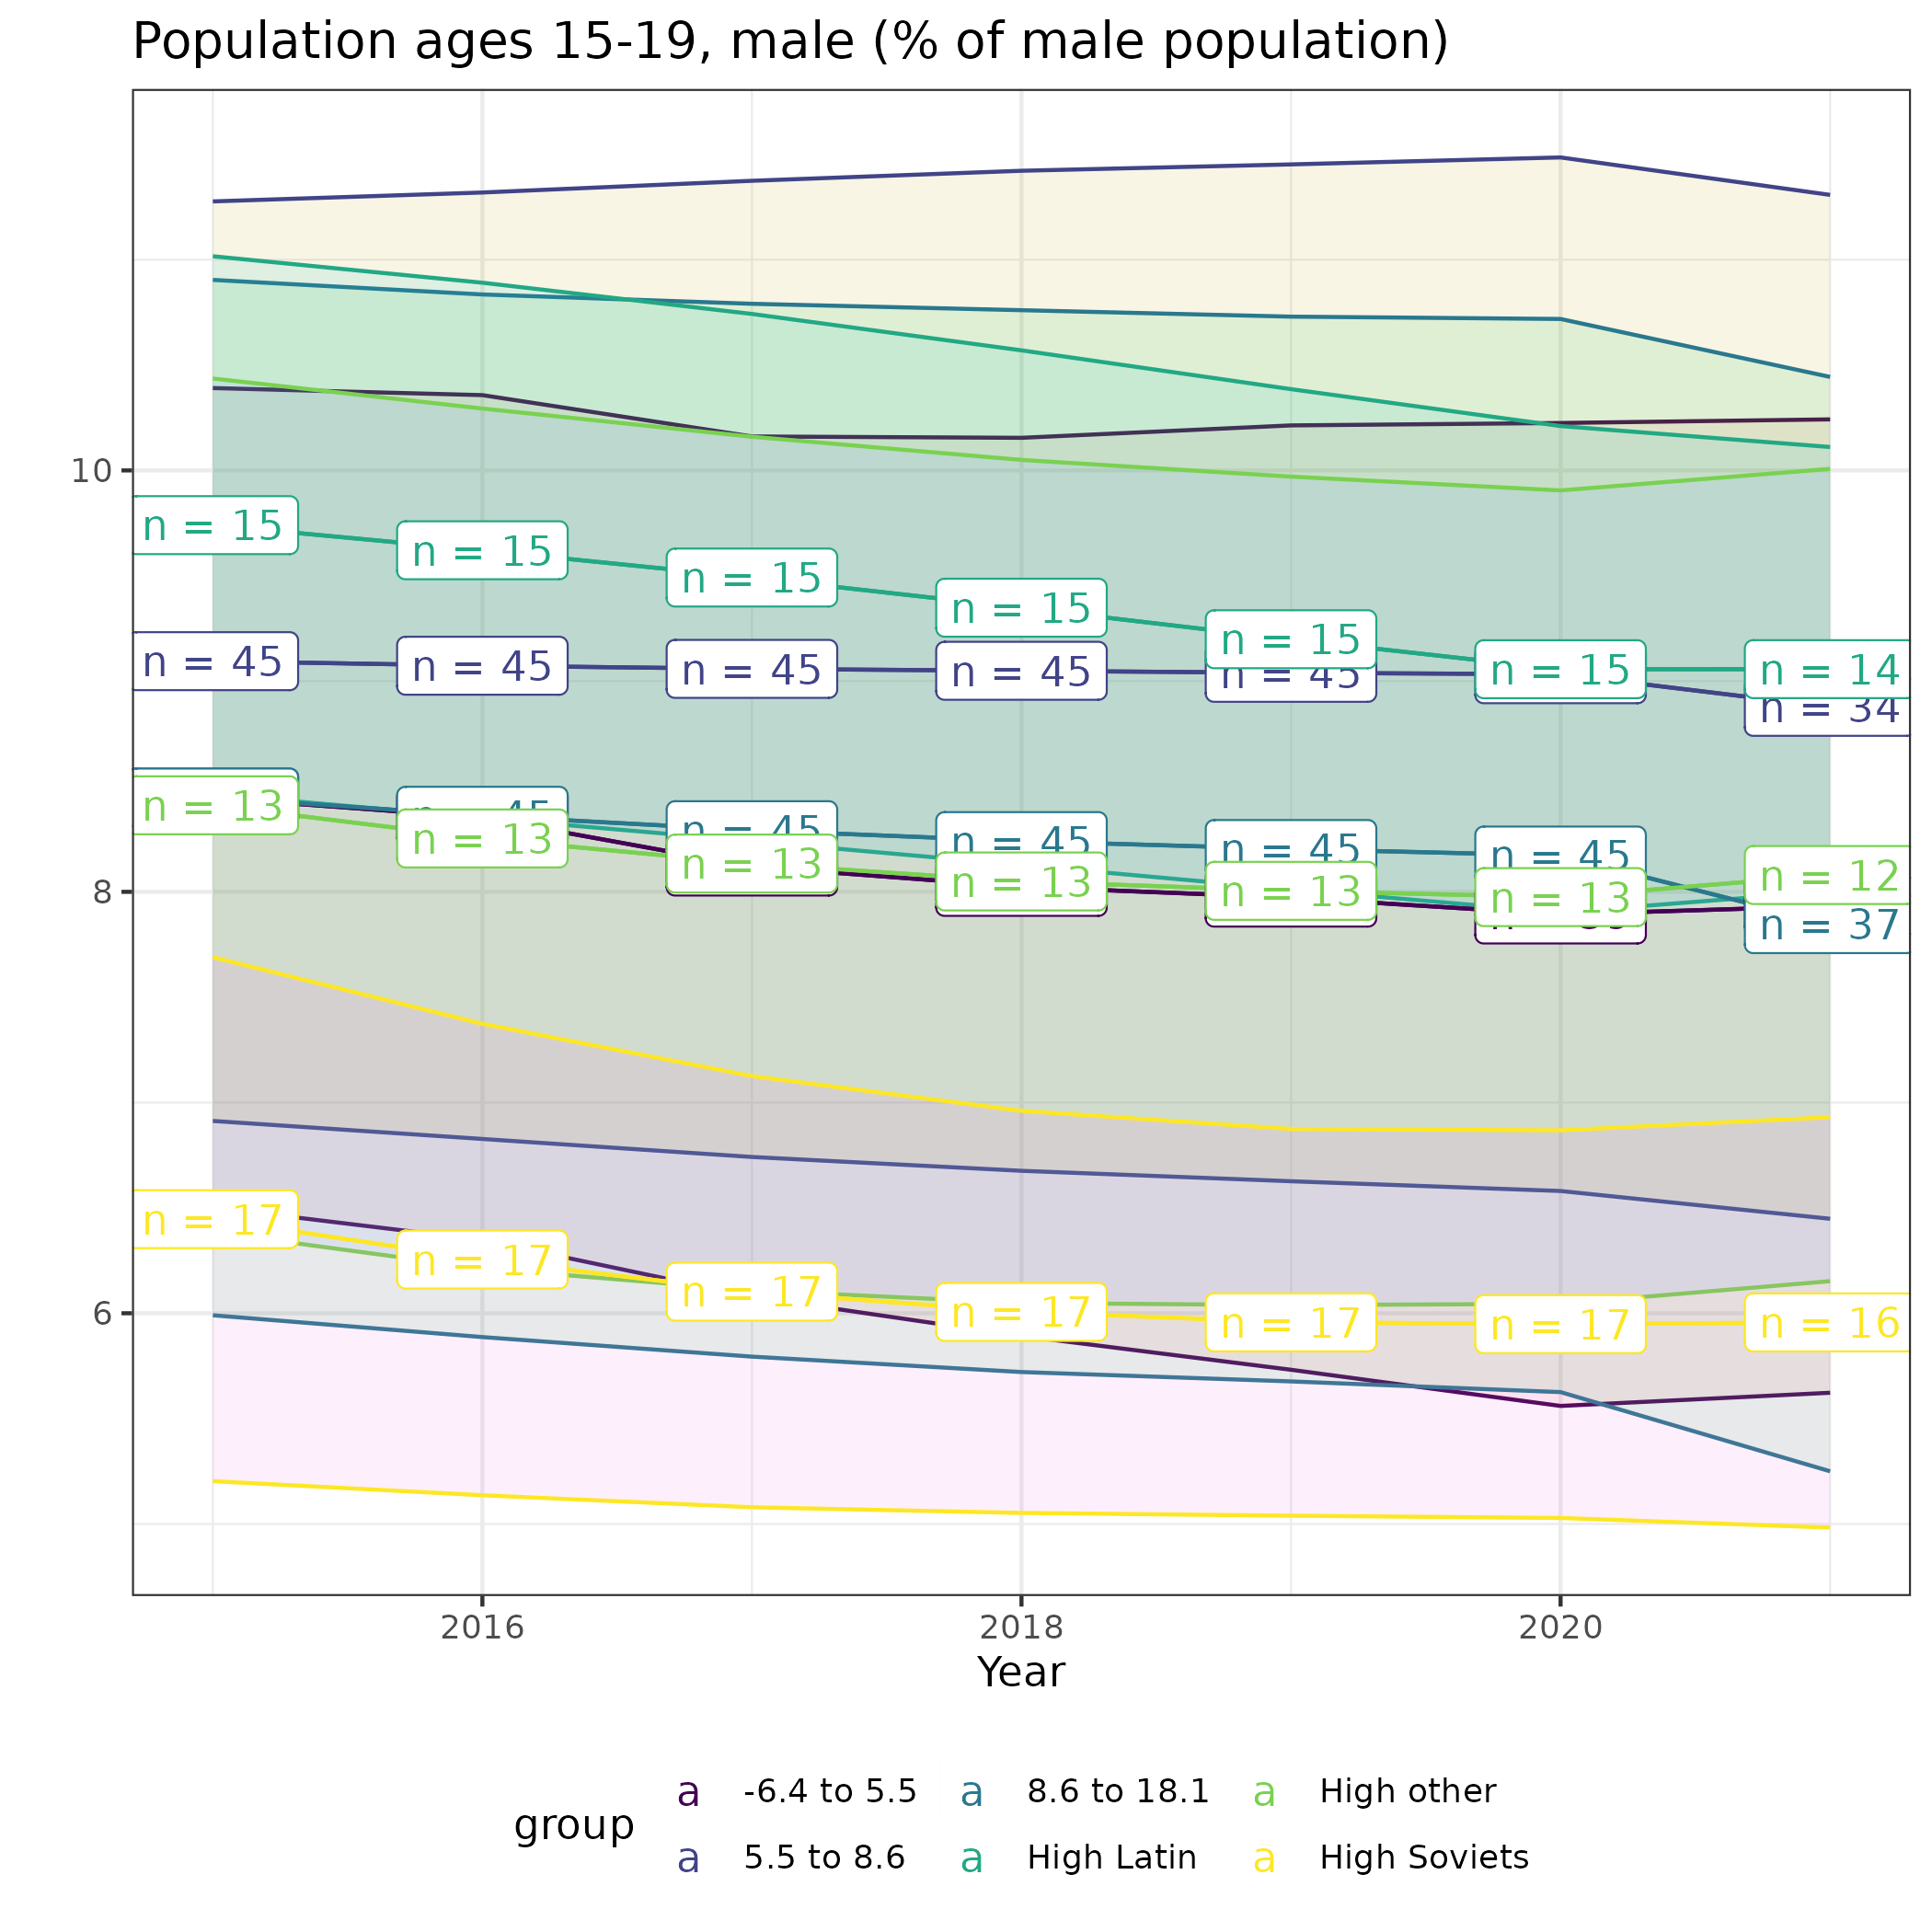 Population ages 15-19, male (% of male population)
10
8
6
n = 15
n = 15
n = 15
n = 15
n = 15
n = 15
n = 14
n = 45
n = 45
n = 45
n = 45
n = 45
n = 34
n = 45
n = 45
n = 45
n = 45
n = 45
n = 13
n = 13
n = 13
n = 13
n = 13
n = 13
n = 12
n = 37
n = 17
n = 17
n = 17
n = 17
n = 17
n = 17
n = 16
2016
2018
2020
Year
group
a -6.4 to 5.5 a 8.6 to 18.1 a High other
a 5.5 to 8.6 a High Latin a High Soviets